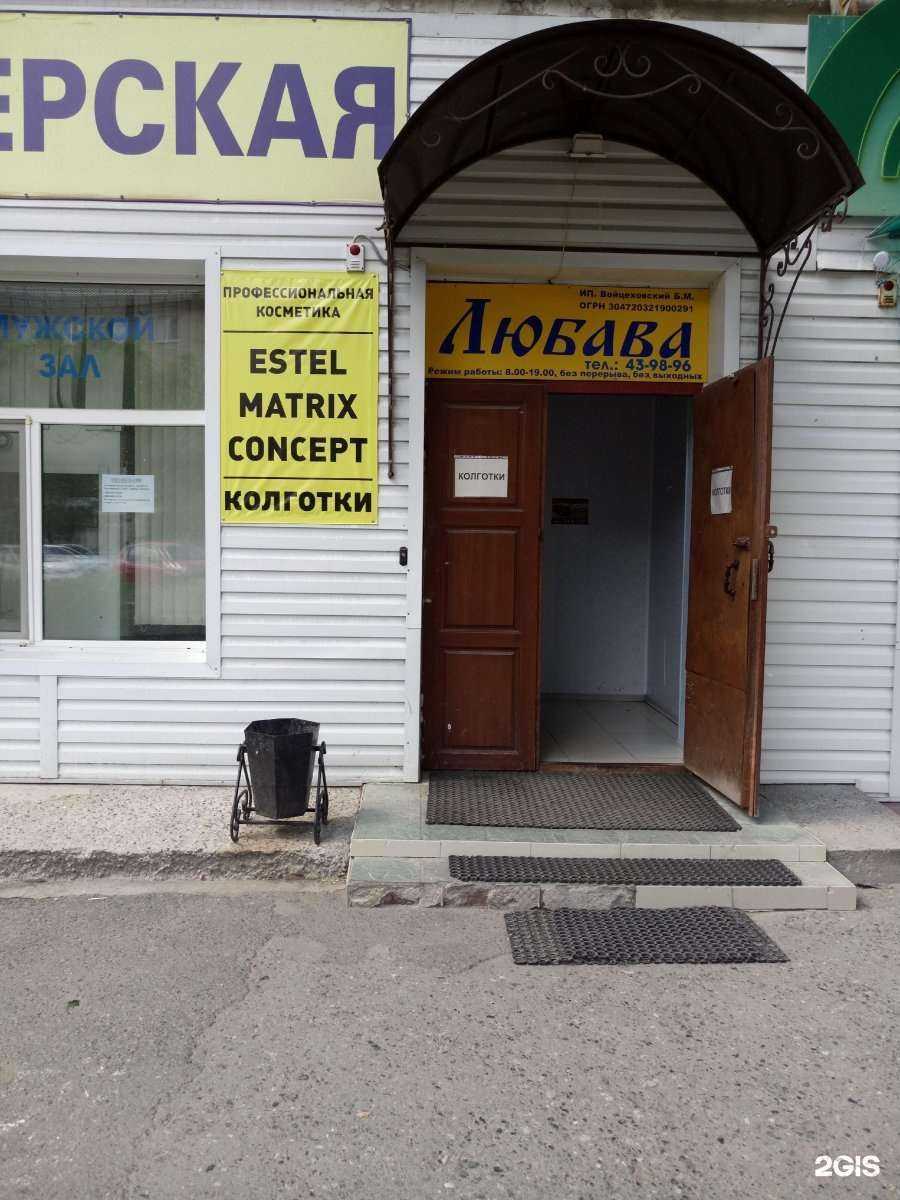 ЕРСКАЯ
МУЖСКОЙ
ЗАЛ
ПРОФЕССИОНАЛЬНАЯ
КОСМЕТИКА
ESTEL
MATRIX
CONCEPT
КОЛГОТКИ
ИП. Войцеховский Б.М.
ОГРН 304720321900291
Любава
тел.: 43-98-96
Режим работы: 8.00-19.00, без перерыва, без выходных
КОЛГОТКИ
КОЛГОТКИ
2GIS